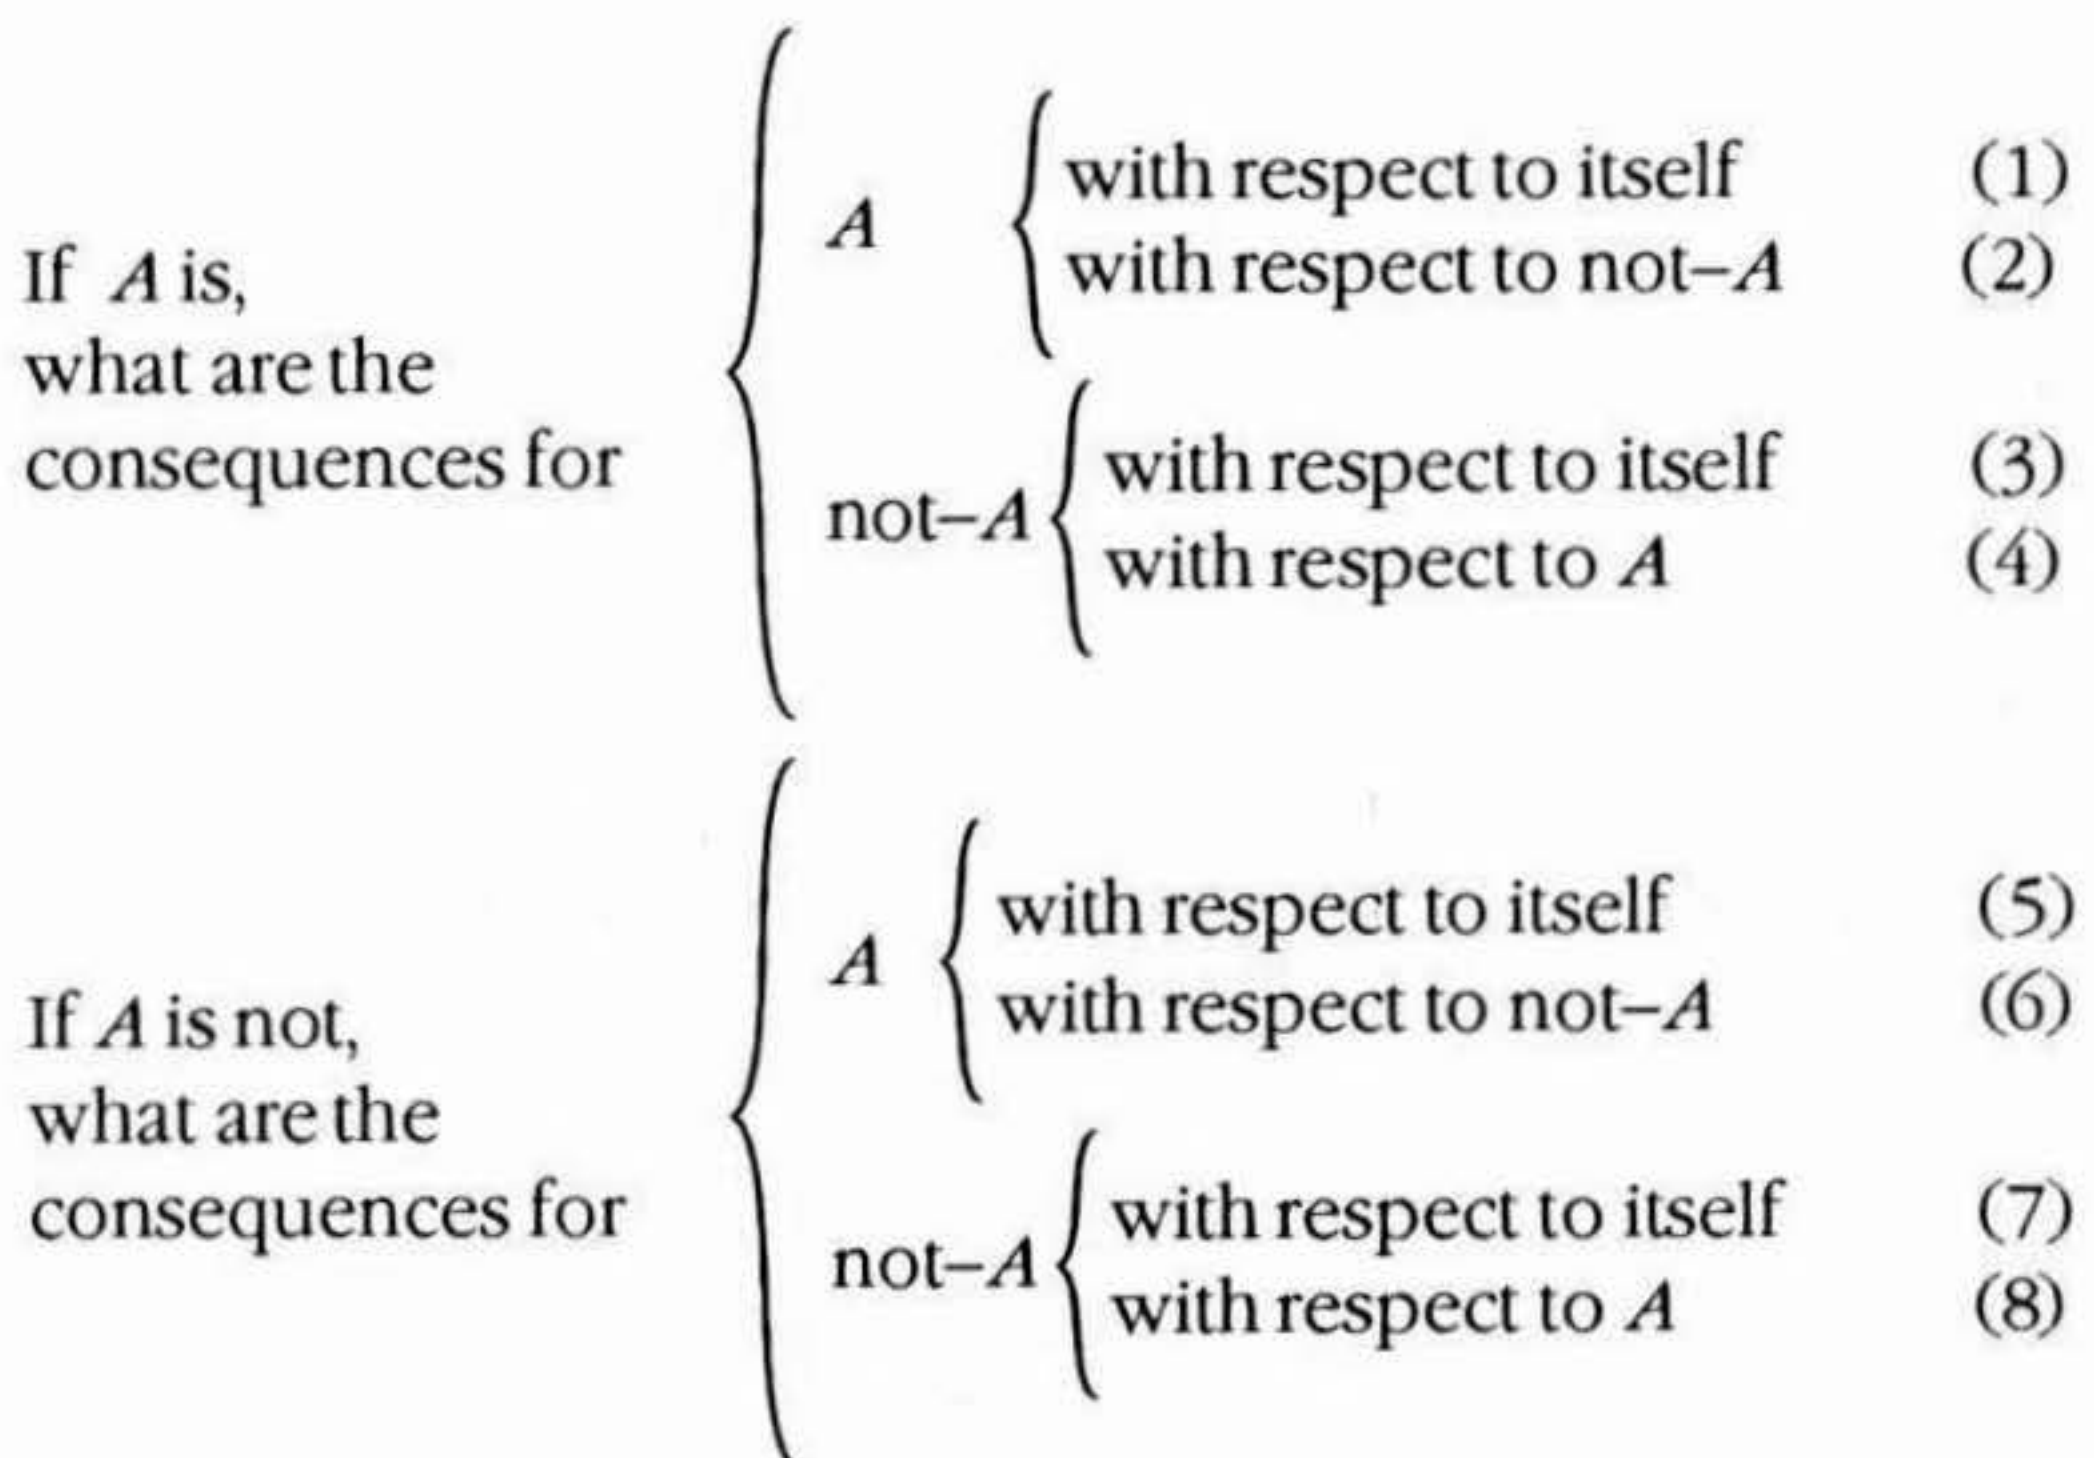 with respect to itself (1)
A
with respect to not–A (2)
If A is,
what are the
consequences for
with respect to itself (3)
not–A
with respect to A (4)
with respect to itself (5)
A
with respect to not–A (6)
If A is not,
what are the
consequences for
with respect to itself (7)
not–A
with respect to A (8)